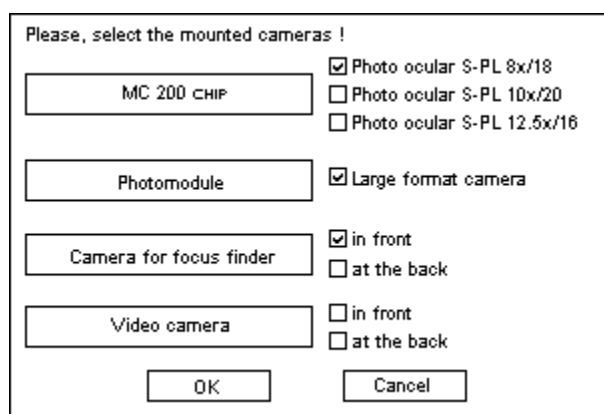 Please, select the mounted cameras !
MC 200 CHIP
Photo ocular S-PL 8x/18
Photo ocular S-PL 10x/20
Photo ocular S-PL 12.5x/16
Photomodule
Large format camera
Camera for focus finder
in front
at the back
Video camera
in front
at the back
OK
Cancel